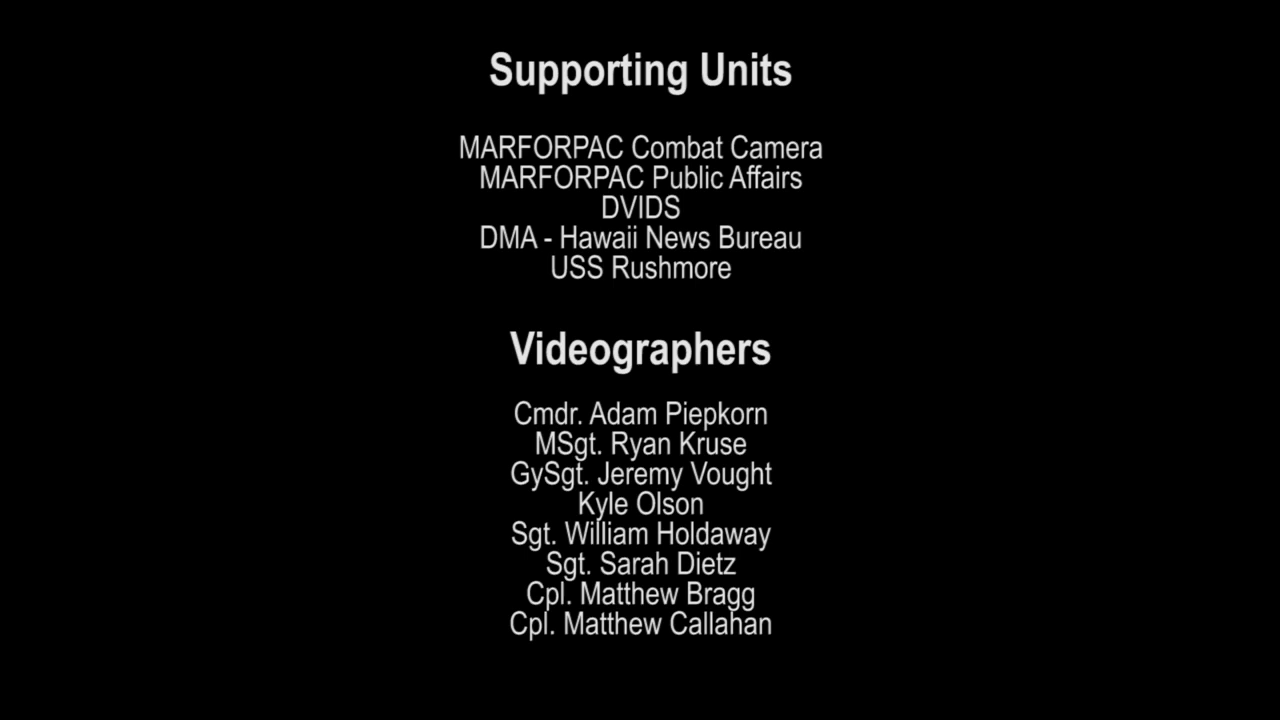 Supporting Units
MARFORPAC Combat Camera
MARFORPAC Public Affairs
DVIDS
DMA - Hawaii News Bureau
USS Rushmore
Videographers
Cmdr. Adam Piepkorn
MSgt. Ryan Kruse
GySgt. Jeremy Vought
Kyle Olson
Sgt. William Holdaway
Sgt. Sarah Dietz
Cpl. Matthew Bragg
Cpl. Matthew Callahan